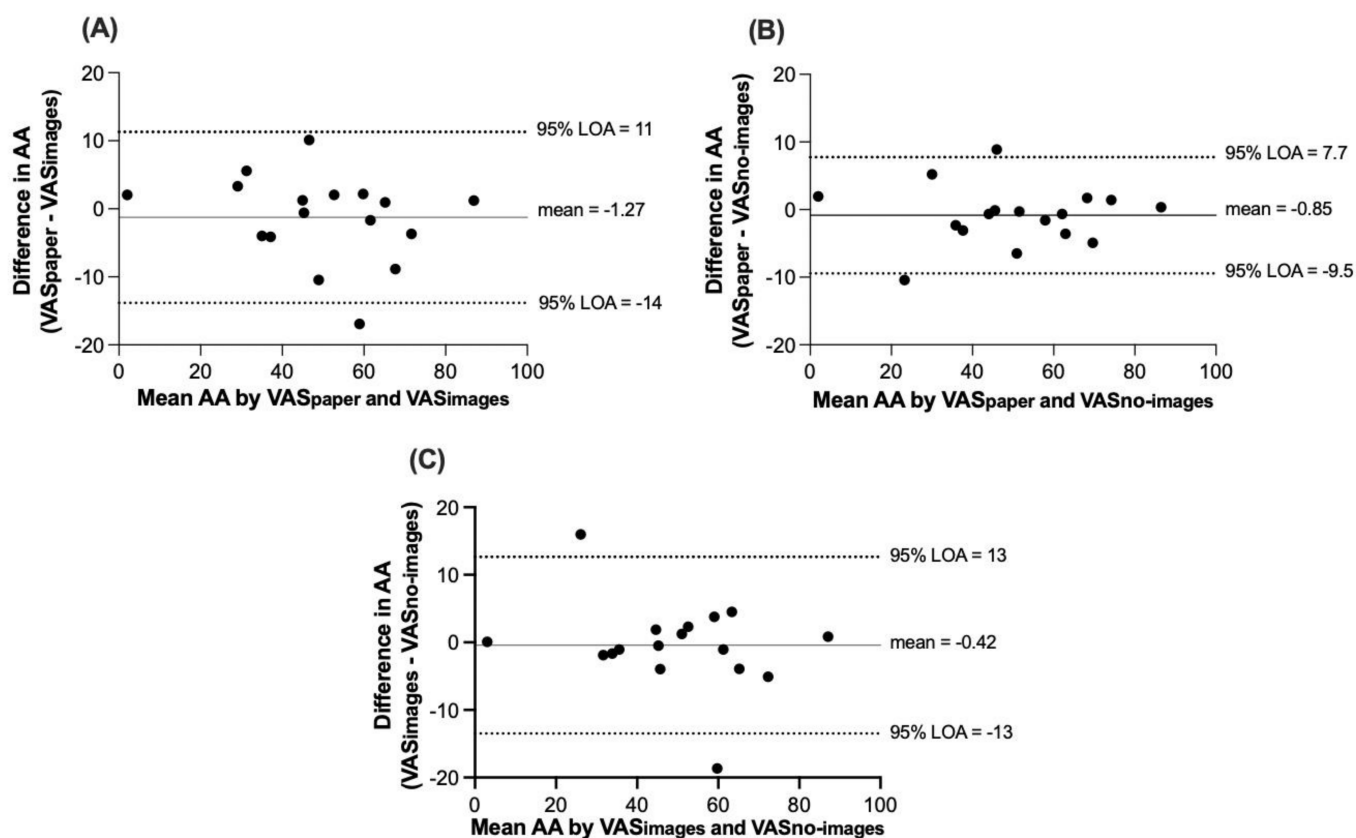 (A)
Difference in AA
(VASpaper - VASimages)
20
10
0
-10
-20
95% LOA = 11
mean = -1.27
95% LOA = -14
0 20 40 60 80 100
Mean AA by VASpaper and VASimages
(B)
Difference in AA
(VASpaper - VASno-images)
20
10
0
-10
-20
95% LOA = 7.7
mean = -0.85
95% LOA = -9.5
0 20 40 60 80 100
Mean AA by VASpaper and VASno-images
(C)
Difference in AA
(VASimages - VASno-images)
20
10
0
-10
-20
95% LOA = 13
mean = -0.42
95% LOA = -13
0 20 40 60 80 100
Mean AA by VASimages and VASno-images